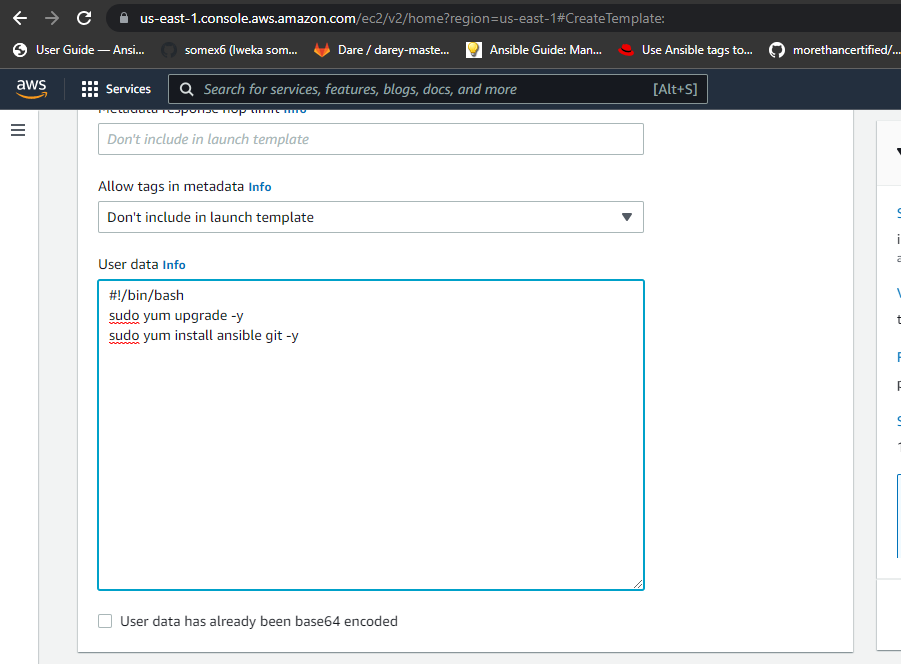 us-east-1.console.aws.amazon.com/ec2/v2/home?region=us-east-1#CreateTemplate:
User Guide — Ansi... somex6 (Iweka som... Dare / darey-maste... Ansible Guide: Man... Use Ansible tags to... morethancertified/...
aws Services Search for services, features, blogs, docs, and more [Alt+S]
Metadata response hop limit Info
Don't include in launch template
Allow tags in metadata Info
Don't include in launch template
User data Info
#!/bin/bash
sudo yum upgrade -y
sudo yum install ansible git -y
User data has already been base64 encoded